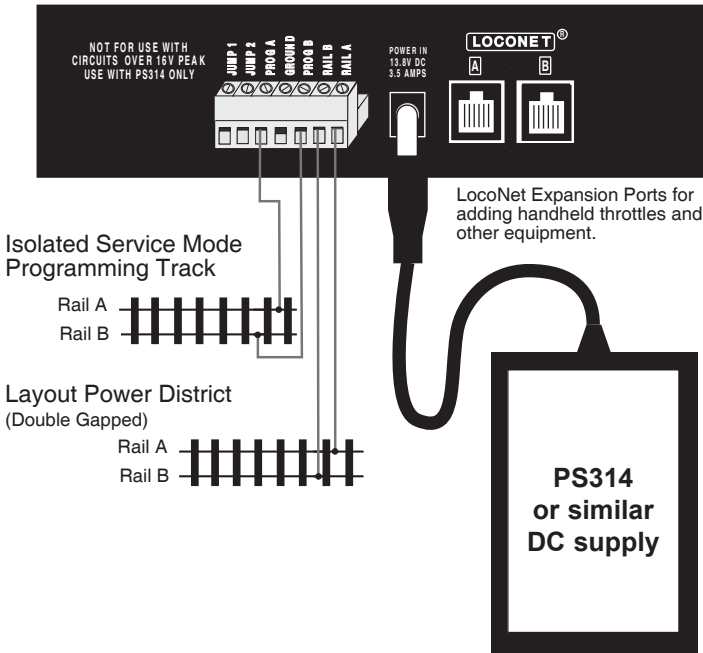 NOT FOR USE WITH
CIRCUITS OVER 16V PEAK
USE WITH PS314 ONLY
JUMP 1
JUMP 2
PROG A
GROUND
PROG B
RAIL B
RAIL A
POWER IN
13.8V DC
3.5 AMPS
LOCONET®
A
B
LocoNet Expansion Ports for
adding handheld throttles and
other equipment.
Isolated Service Mode
Programming Track
Rail A
Rail B
Layout Power District
(Double Gapped)
Rail A
Rail B
PS314
or similar
DC supply